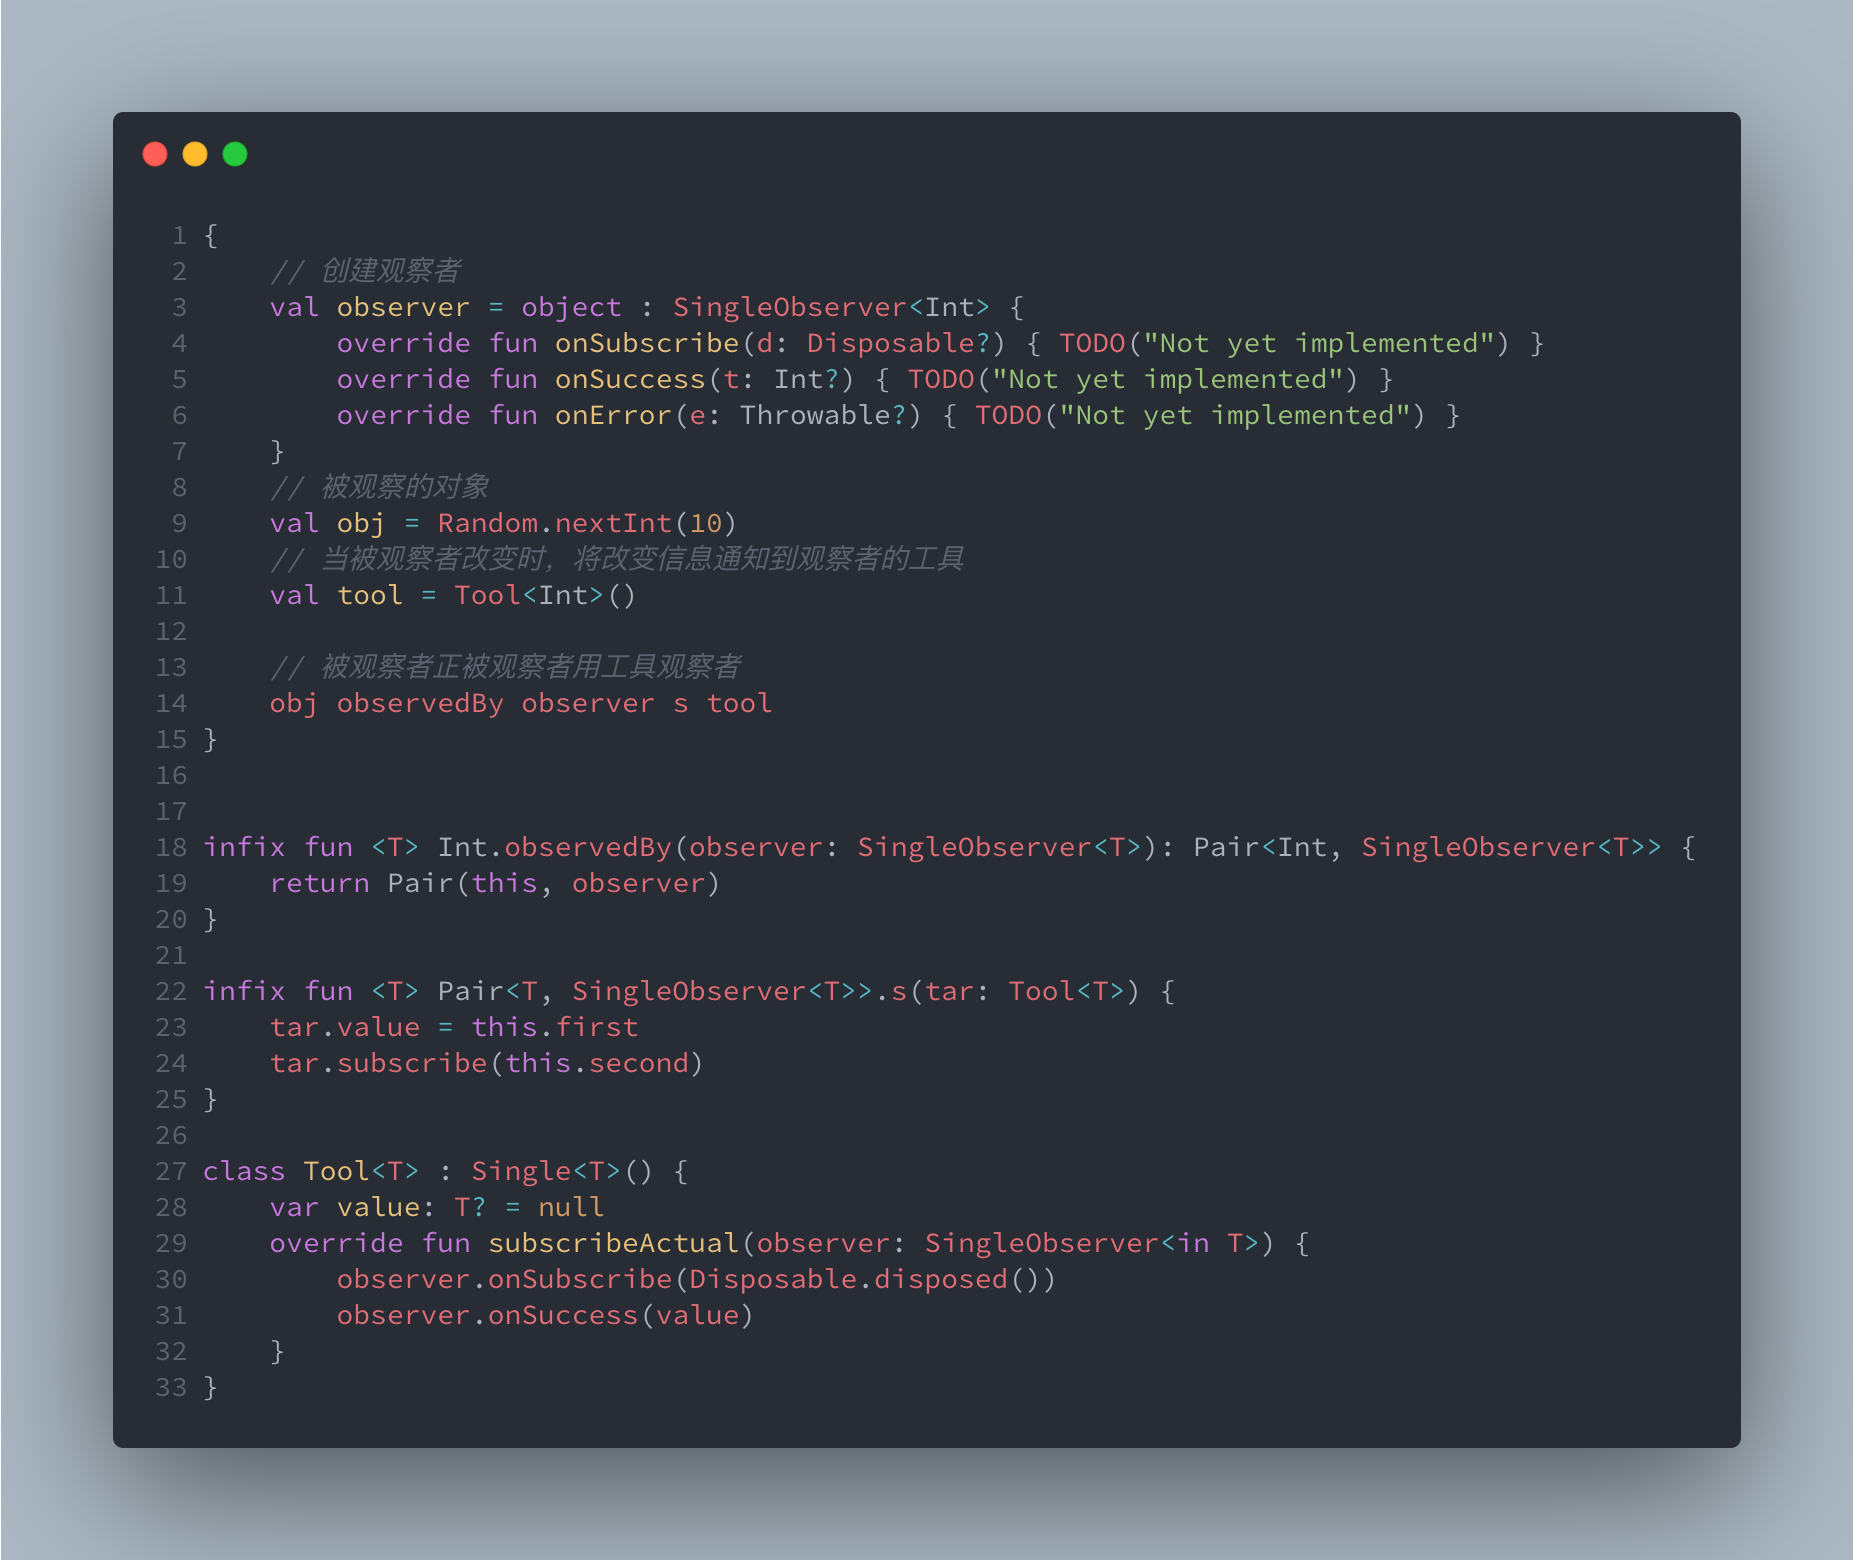 1 {
2     // 创建观察者
3     val observer = object : SingleObserver<Int> {
4         override fun onSubscribe(d: Disposable?) { TODO("Not yet implemented") }
5         override fun onSuccess(t: Int?) { TODO("Not yet implemented") }
6         override fun onError(e: Throwable?) { TODO("Not yet implemented") }
7     }
8     // 被观察的对象
9     val obj = Random.nextInt(10)
10     // 当被观察者改变时，将改变信息通知到观察者的工具
11     val tool = Tool<Int>()
12
13     // 被观察者正被观察者用工具观察者
14     obj observedBy observer s tool
15 }
16
17
18 infix fun <T> Int.observedBy(observer: SingleObserver<T>): Pair<Int, SingleObserver<T>> {
19     return Pair(this, observer)
20 }
21
22 infix fun <T> Pair<T, SingleObserver<T>>.s(tar: Tool<T>) {
23     tar.value = this.first
24     tar.subscribe(this.second)
25 }
26
27 class Tool<T> : Single<T>() {
28     var value: T? = null
29     override fun subscribeActual(observer: SingleObserver<in T>) {
30         observer.onSubscribe(Disposable.disposed())
31         observer.onSuccess(value)
32     }
33 }